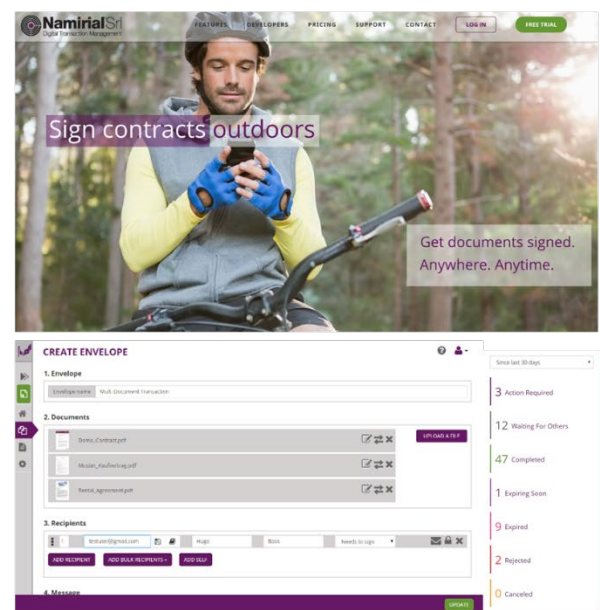 NamirialSrl
Digital Transaction Management
FEATURES DEVELOPERS PRICING SUPPORT CONTACT LOG IN FREE TRIAL
Sign contracts outdoors
Get documents signed.
Anywhere. Anytime.
CREATE ENVELOPE
1. Envelope
Envelope name Multi Document Transaction
2. Documents
Demo_Contract.pdf
UPLOAD A FILE
Muster_Kaufvertrag.pdf
Rental_Agreement.pdf
3. Recipients
1 testuser@gmail.com Hugo Boss Needs to sign
ADD RECIPIENT ADD BULK RECIPIENTS ADD SELF
4. Message
UPDATE
Since last 30 days
3 Action Required
12 Waiting For Others
47 Completed
1 Expiring Soon
9 Expired
2 Rejected
0 Canceled